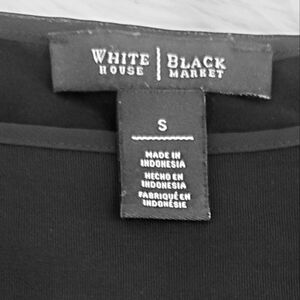 WHITE | BLACK
HOUSE | MARKET
S
MADE IN
INDONESIA
HECHO EN
INDONESIA
FABRIQUÉ EN
INDONÉSIE